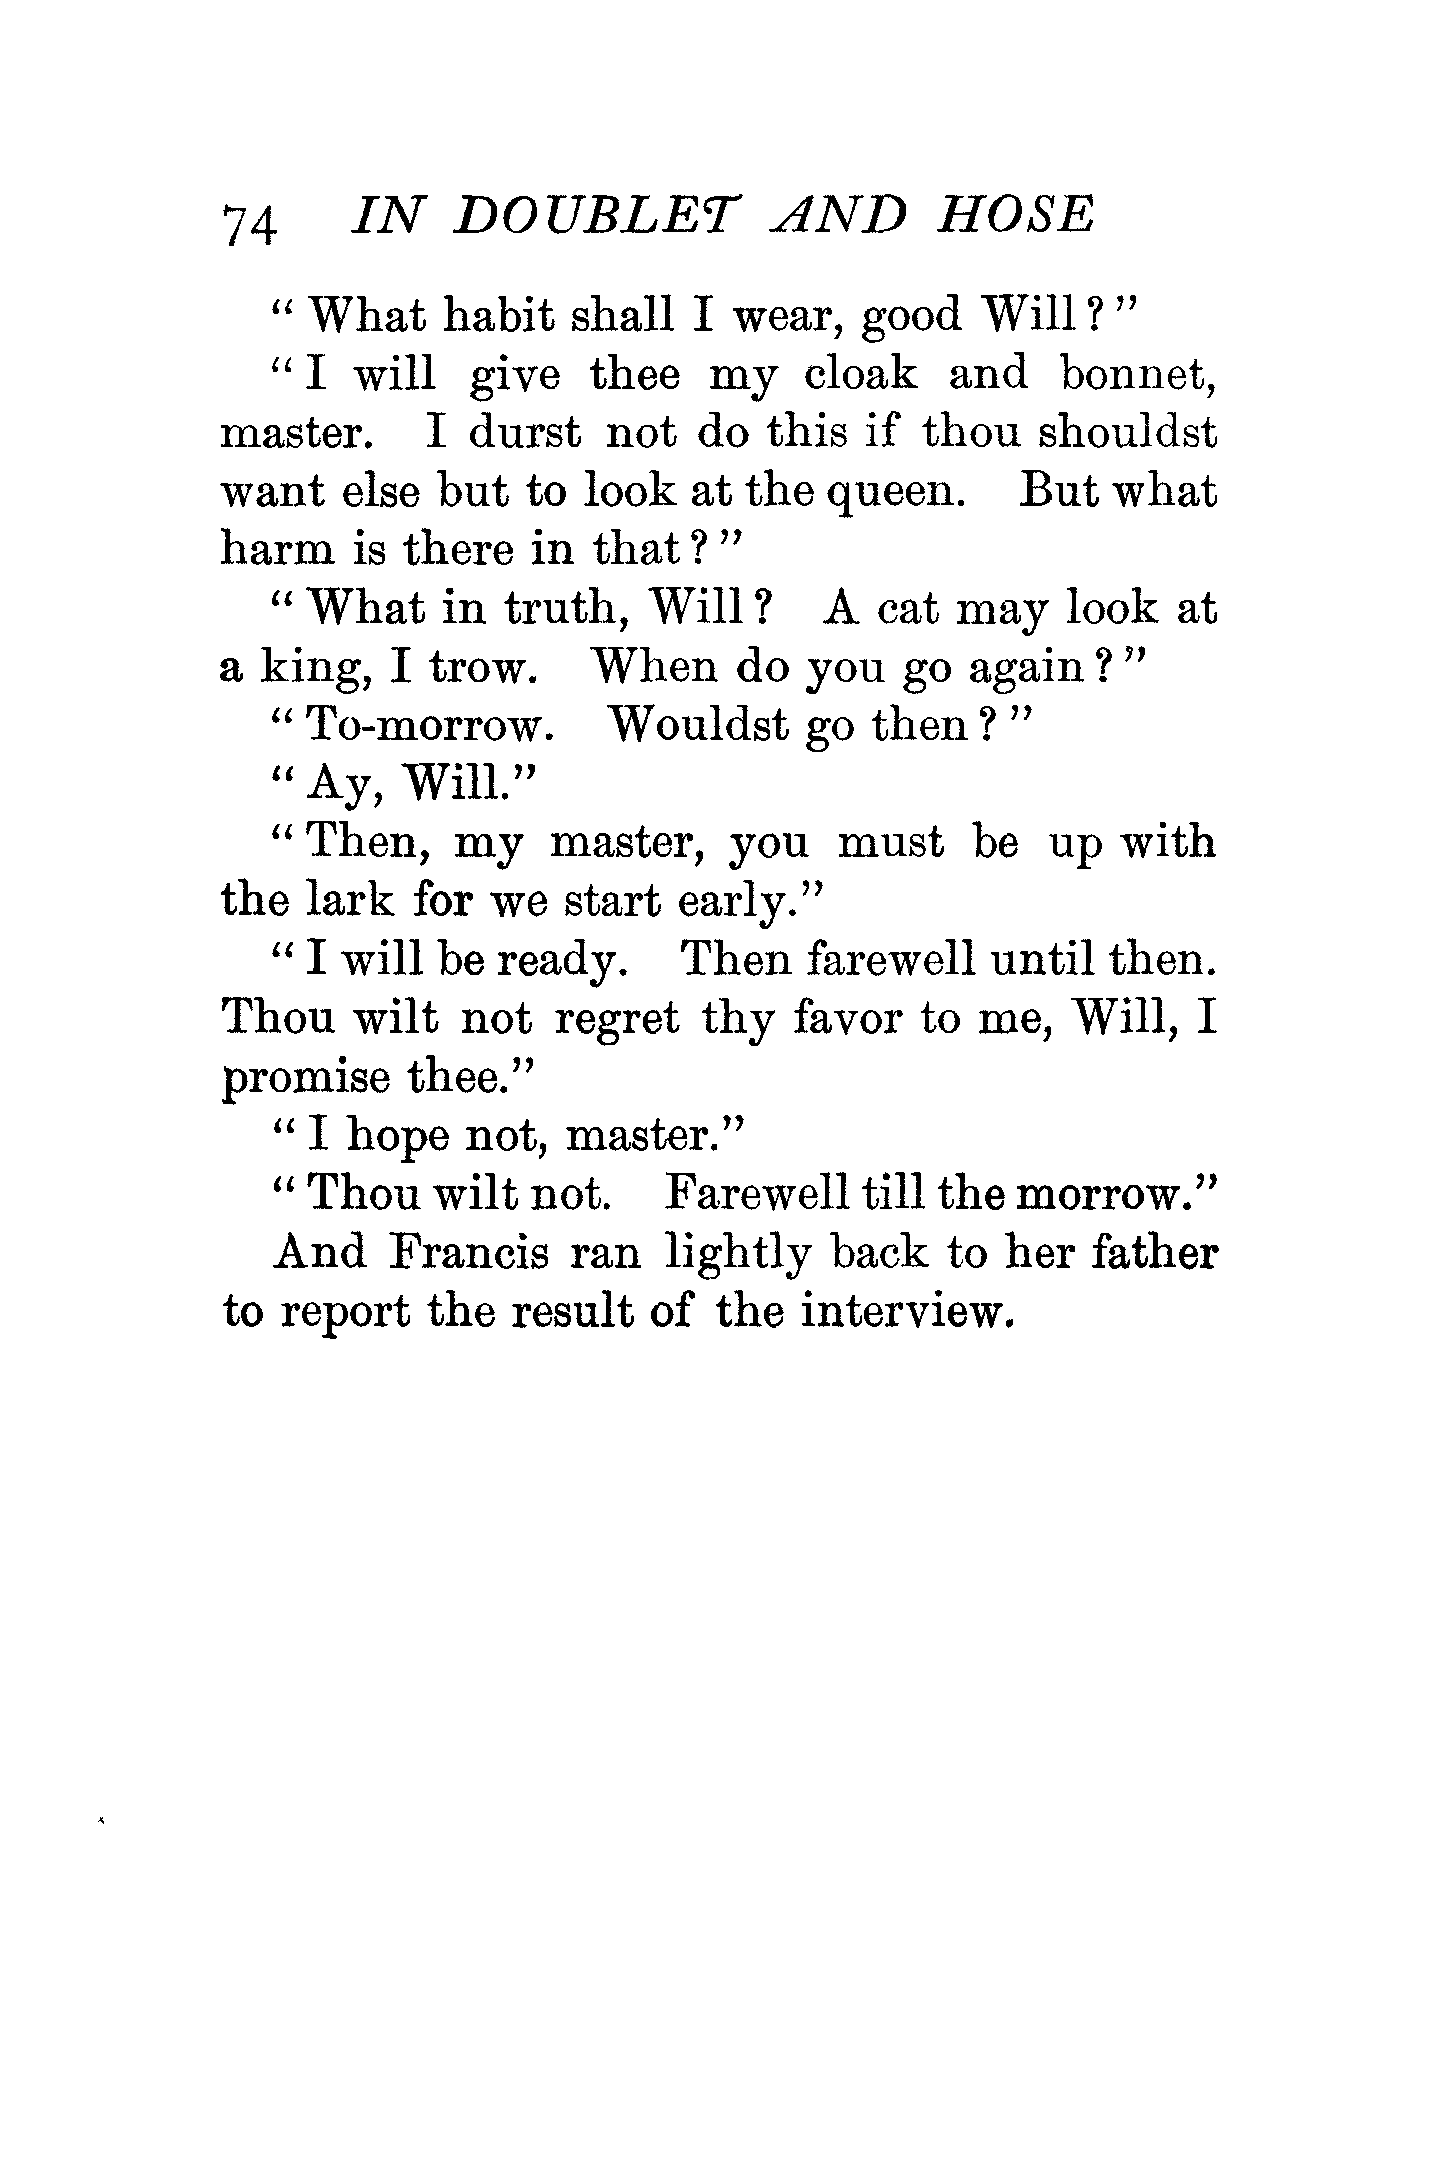 74 IN DOUBLET AND HOSE
“ What habit shall I wear, good Will ? ”
“ I will give thee my cloak and bonnet,
master. I durst not do this if thou shouldst
want else but to look at the queen. But what
harm is there in that ? ”
“ What in truth, Will ? A cat may look at
a king, I trow. When do you go again ? ”
“ To-morrow. Wouldst go then ? ”
“ Ay, Will.”
“ Then, my master, you must be up with
the lark for we start early.”
“ I will be ready. Then farewell until then.
Thou wilt not regret thy favor to me, Will, I
promise thee.”
“ I hope not, master.”
“ Thou wilt not. Farewell till the morrow.”
And Francis ran lightly back to her father
to report the result of the interview.